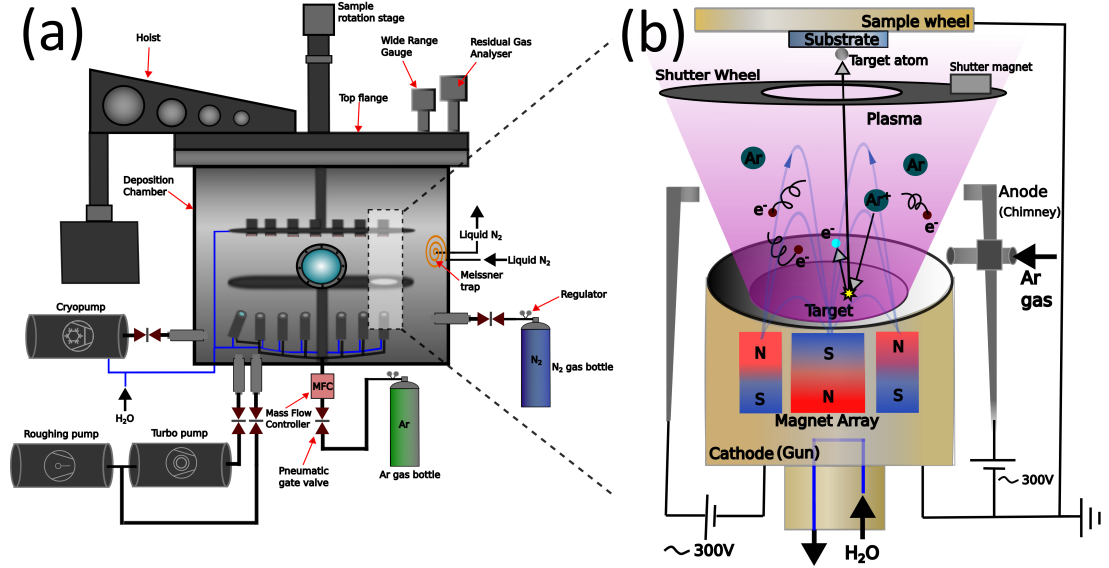 (a)
Sample
rotation stage
Hoist
Wide Range
Gauge
Residual Gas
Analyser
Top flange
Deposition
Chamber
Liquid N₂
Liquid N₂
Meissner
trap
Cryopump
Regulator
H₂O
N₂
N₂ gas bottle
MFC
Mass Flow
Controller
Ar
Roughing pump
Turbo pump
Pneumatic
gate valve
Ar gas bottle
(b)
Sample wheel
Substrate
Target atom
Shutter Wheel
Shutter magnet
Plasma
Ar
Ar
Ar⁺
e⁻
e⁻
e⁻
e⁻
Anode
(Chimney)
Ar
gas
Target
N
S
N
S
N
S
Magnet Array
Cathode (Gun)
~ 300V
~ 300V
H₂O